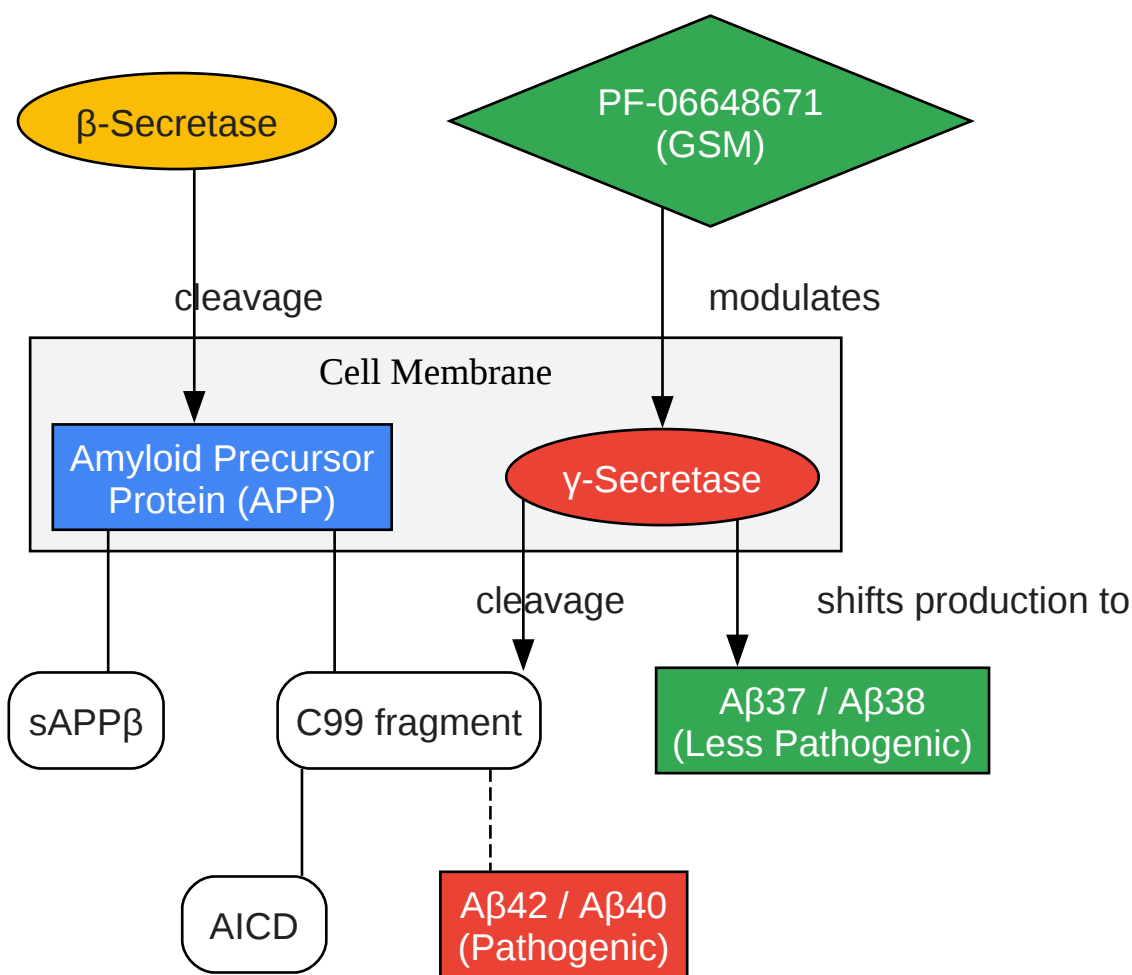 β-Secretase
PF-06648671
(GSM)
cleavage
modulates
Cell Membrane
Amyloid Precursor
Protein (APP)
γ-Secretase
cleavage
shifts production to
sAPPβ
C99 fragment
Aβ37 / Aβ38
(Less Pathogenic)
AICD
Aβ42 / Aβ40
(Pathogenic)